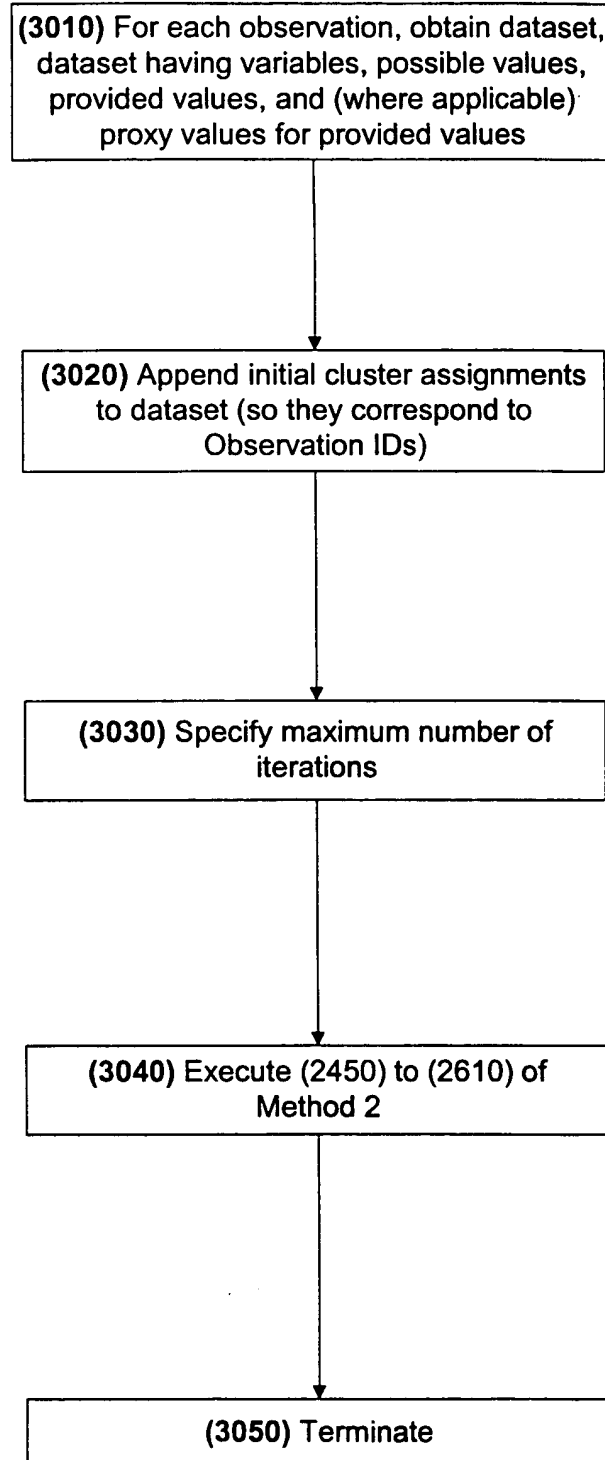 (3010) For each observation, obtain dataset,
dataset having variables, possible values,
provided values, and (where applicable)
proxy values for provided values
(3020) Append initial cluster assignments
to dataset (so they correspond to
Observation IDs)
(3030) Specify maximum number of
iterations
(3040) Execute (2450) to (2610) of
Method 2
(3050) Terminate